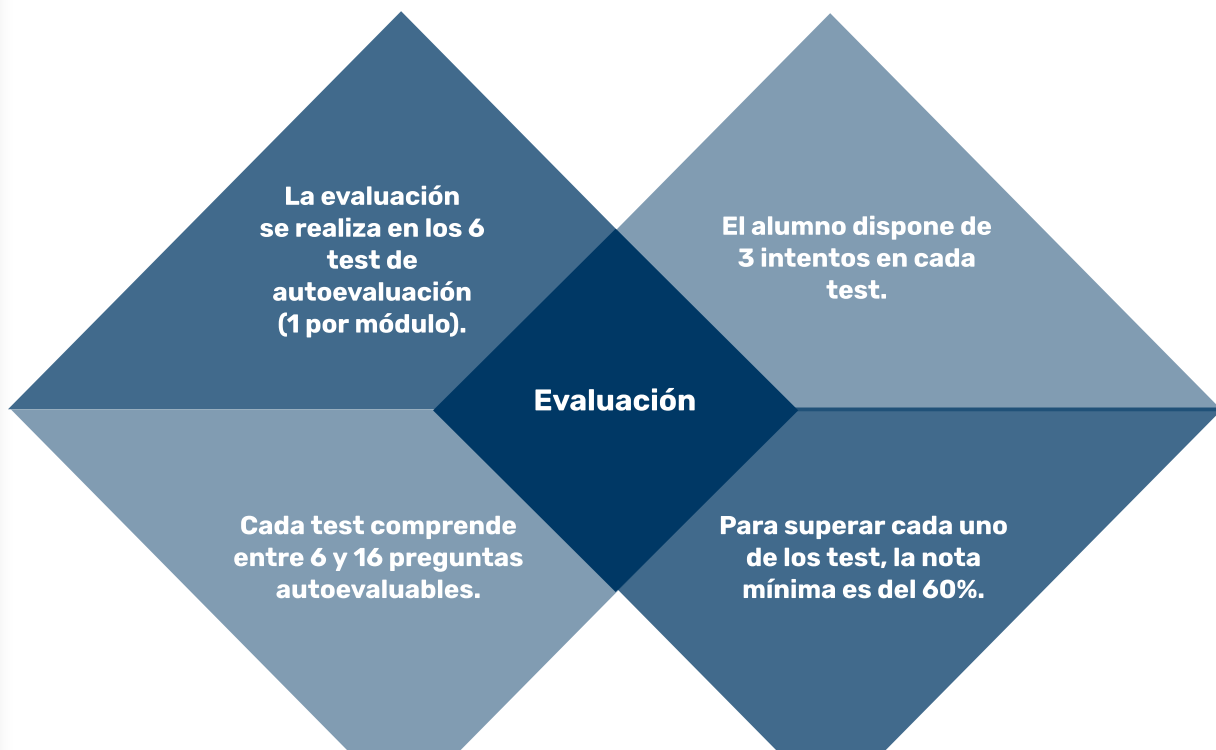 La evaluación
se realiza en los 6
test de
autoevaluación
(1 por módulo).
El alumno dispone de
3 intentos en cada
test.
Evaluación
Cada test comprende
entre 6 y 16 preguntas
autoevaluables.
Para superar cada uno
de los test, la nota
mínima es del 60%.